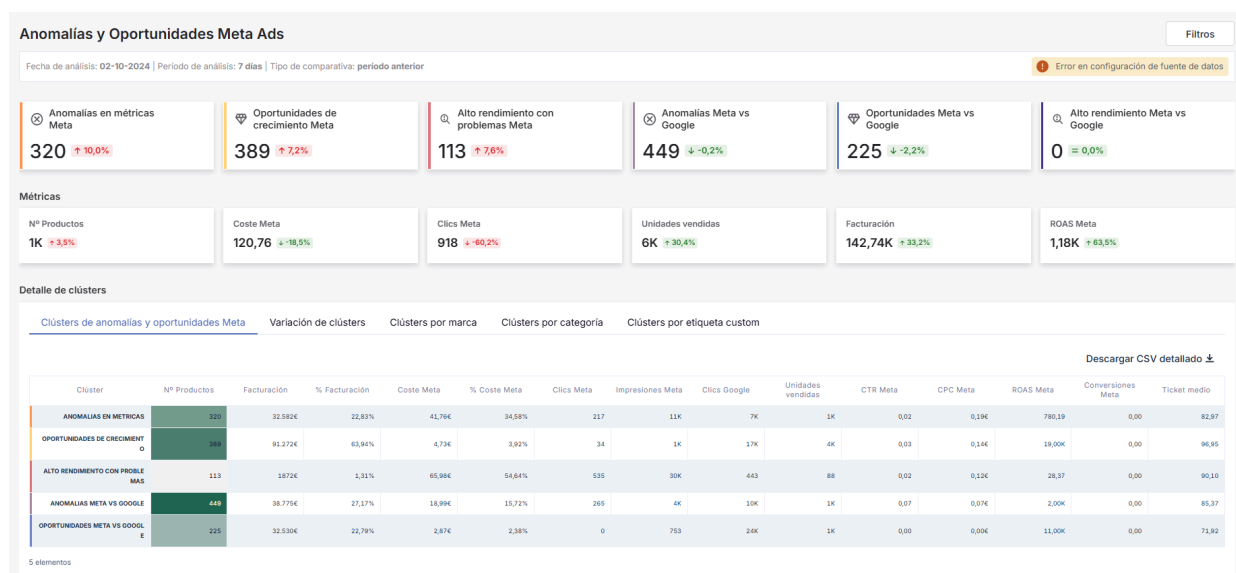 Anomalías y Oportunidades Meta Ads
Filtros
Fecha de análisis: 02-10-2024 | Período de análisis: 7 días | Tipo de comparativa: periodo anterior
Error en configuración de fuente de datos
Anomalías en métricas
Meta
320 ↑ 10,0%
Oportunidades de
crecimiento Meta
389 ↑ 7,2%
Alto rendimiento con
problemas Meta
113 ↑ 7,6%
Anomalías Meta vs
Google
449 ↓ -0,2%
Oportunidades Meta vs
Google
225 ↓ -2,2%
Alto rendimiento Meta vs
Google
0 = 0,0%
Métricas
Nº Productos
1K ↑ 3,5%
Coste Meta
120,76 ↓ -18,5%
Clics Meta
918 ↓ -60,2%
Unidades vendidas
6K ↑ 30,4%
Facturación
142,74K ↑ 33,2%
ROAS Meta
1,18K ↑ 63,5%
Detalle de clústers
Clústers de anomalías y oportunidades Meta Variación de clústers Clústers por marca Clústers por categoría Clústers por etiqueta custom
Descargar CSV detallado
Clúster Nº Productos Facturación % Facturación Coste Meta % Coste Meta Clics Meta Impresiones Meta Clics Google Unidades vendidas CTR Meta CPC Meta ROAS Meta Conversiones Meta Ticket medio
ANOMALIAS EN METRICAS 320 32.582€ 22,83% 41,76€ 34,58% 217 11K 7K 1K 0,02 0,19€ 780,19 0,00 82,97
OPORTUNIDADES DE CRECIMIENT
O 389 91.272€ 63,94% 4,73€ 3,92% 34 1K 17K 4K 0,03 0,14€ 19,00K 0,00 96,95
ALTO RENDIMIENTO CON PROBLE
MAS 113 1872€ 1,31% 65,98€ 54,64% 535 30K 443 88 0,02 0,12€ 28,37 0,00 90,10
ANOMALIAS META VS GOOGLE 449 38.775€ 27,17% 18,99€ 15,72% 265 4K 10K 1K 0,07 0,07€ 2,00K 0,00 85,37
OPORTUNIDADES META VS GOOGL
E 225 32.530€ 22,79% 2,87€ 2,38% 0 753 24K 1K 0,00 0,00€ 11,00K 0,00 71,92
5 elementos